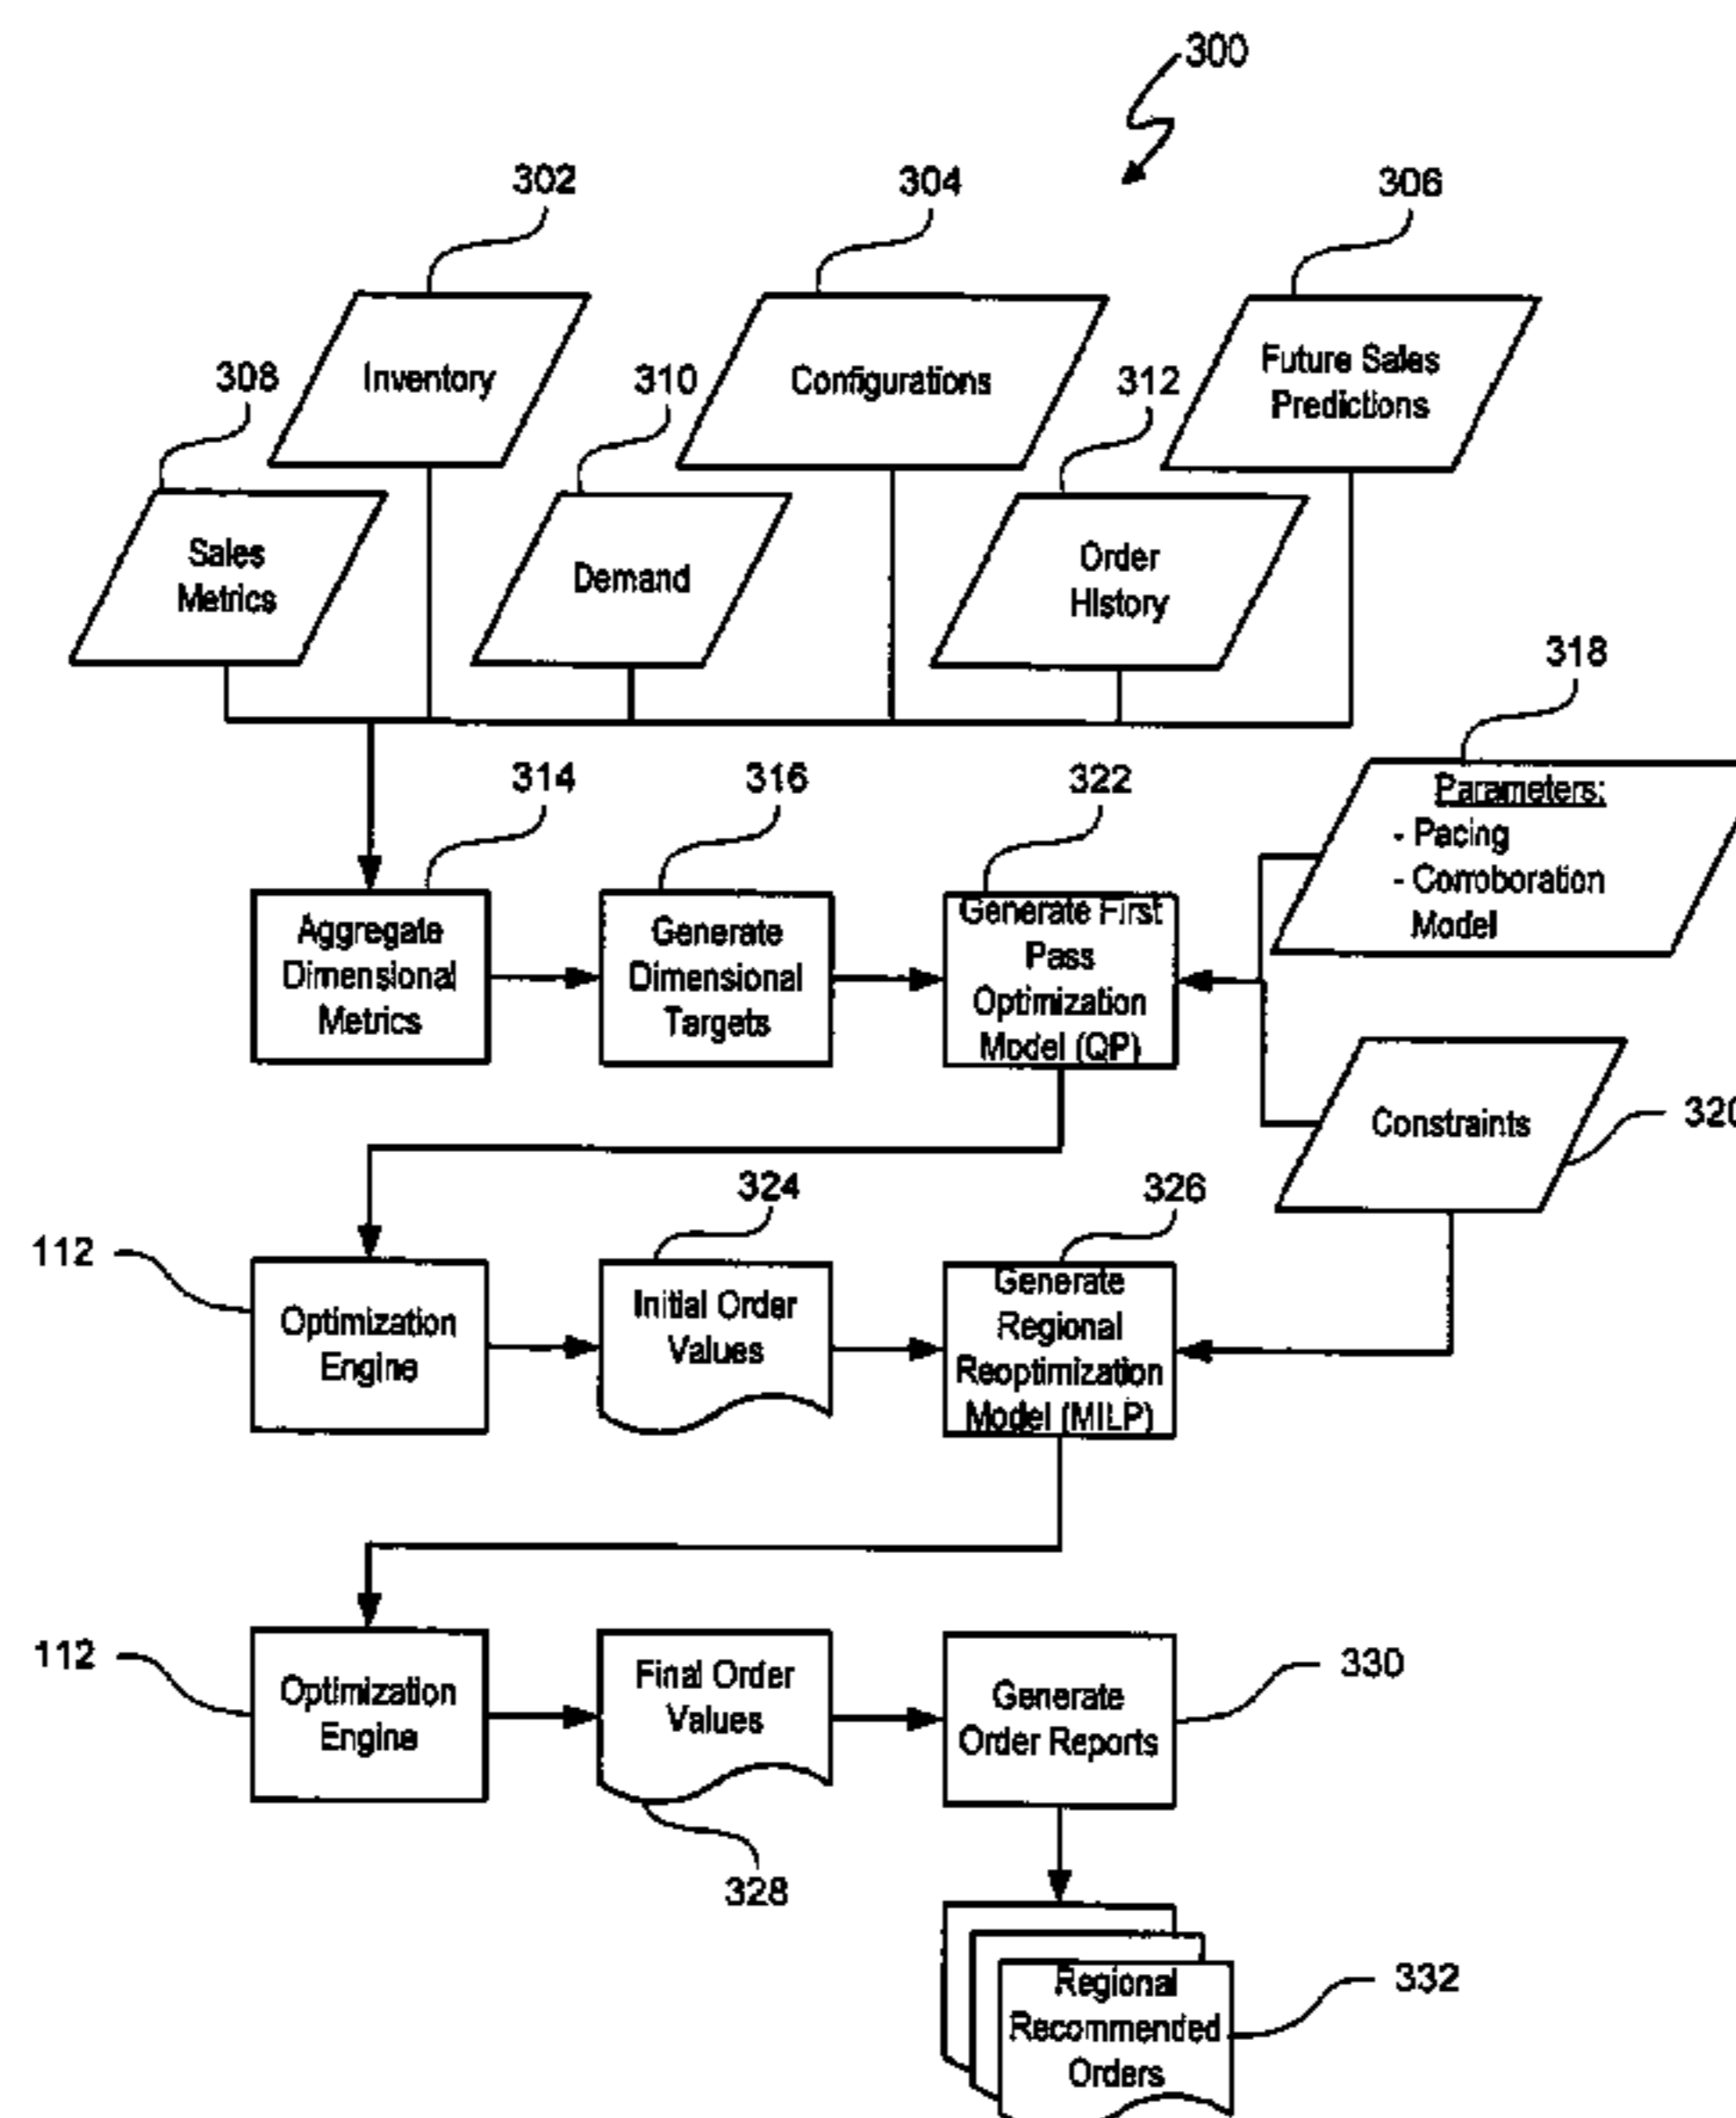 300
302
304
306
Inventory
Configurations
Future Sales
Predictions
308
310
312
Sales
Metrics
Demand
Order
History
318
Parameters:
- Pacing
- Corroboration
Model
314
316
322
Aggregate
Dimensional
Metrics
Generate
Dimensional
Targets
Generate First
Pass
Optimization
Model (QP)
Constraints
320
324
326
112
Optimization
Engine
Initial Order
Values
Generate
Regional
Reoptimization
Model (MILP)
112
Optimization
Engine
Final Order
Values
Generate
Order Reports
330
328
Regional
Recommended
Orders
332